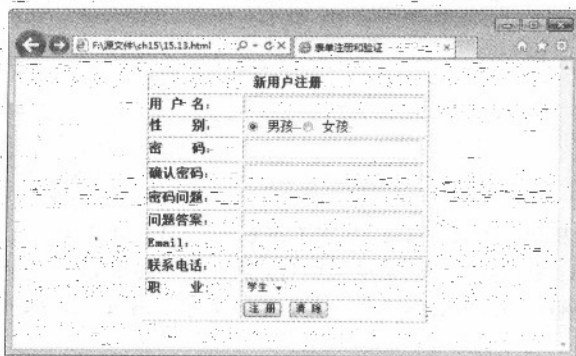 F:\源文件\ch15\15.13.html
表单注册和验证
新用户注册
用 户 名:
性 别: 男孩 女孩
密 码:
确认密码:
密码问题:
问题答案:
Email:
联系电话:
职 业: 学生
注 册 清 除